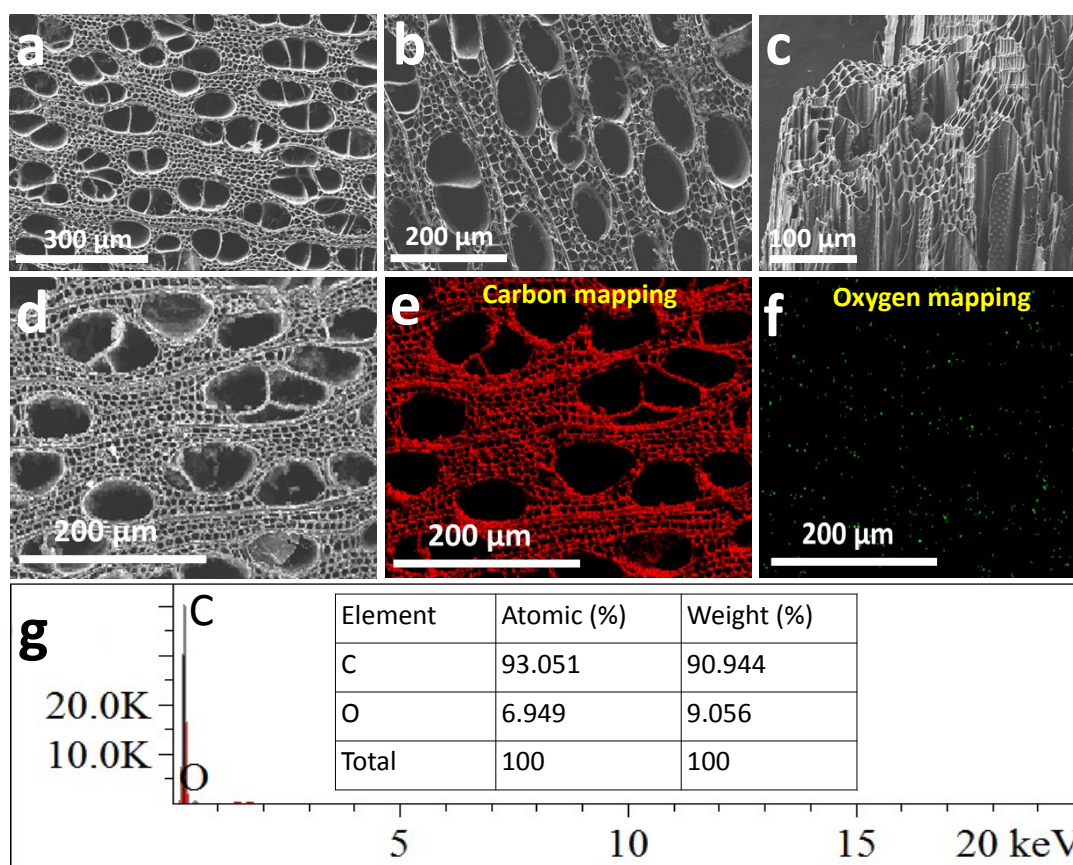 a
300 μm
b
200 μm
c
100 μm
d
200 μm
e
Carbon mapping
200 μm
f
Oxygen mapping
200 μm
g
C
20.0K
10.0K
O
Element Atomic (%) Weight (%)
C 93.051 90.944
O 6.949 9.056
Total 100 100
5 10 15 20 keV